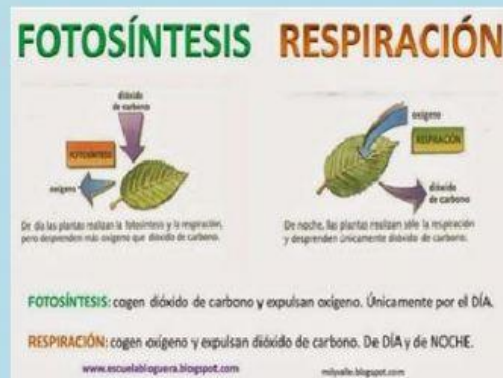 FOTOSÍNTESIS RESPIRACIÓN
dióxido
de carbono
FOTOSÍNTESIS
oxígeno
De día las plantas realizan la fotosíntesis y la respiración,
pero desprenden más oxígeno que dióxido de carbono.
oxígeno
RESPIRACIÓN
dióxido
de carbono
De noche, las plantas realizan sólo la respiración
y desprenden únicamente dióxido de carbono.
FOTOSÍNTESIS: cogen dióxido de carbono y expulsan oxígeno. Únicamente por el DÍA.
RESPIRACIÓN: cogen oxígeno y expulsan dióxido de carbono. De DÍA y de NOCHE.
www.escuelabloguera.blogspot.com